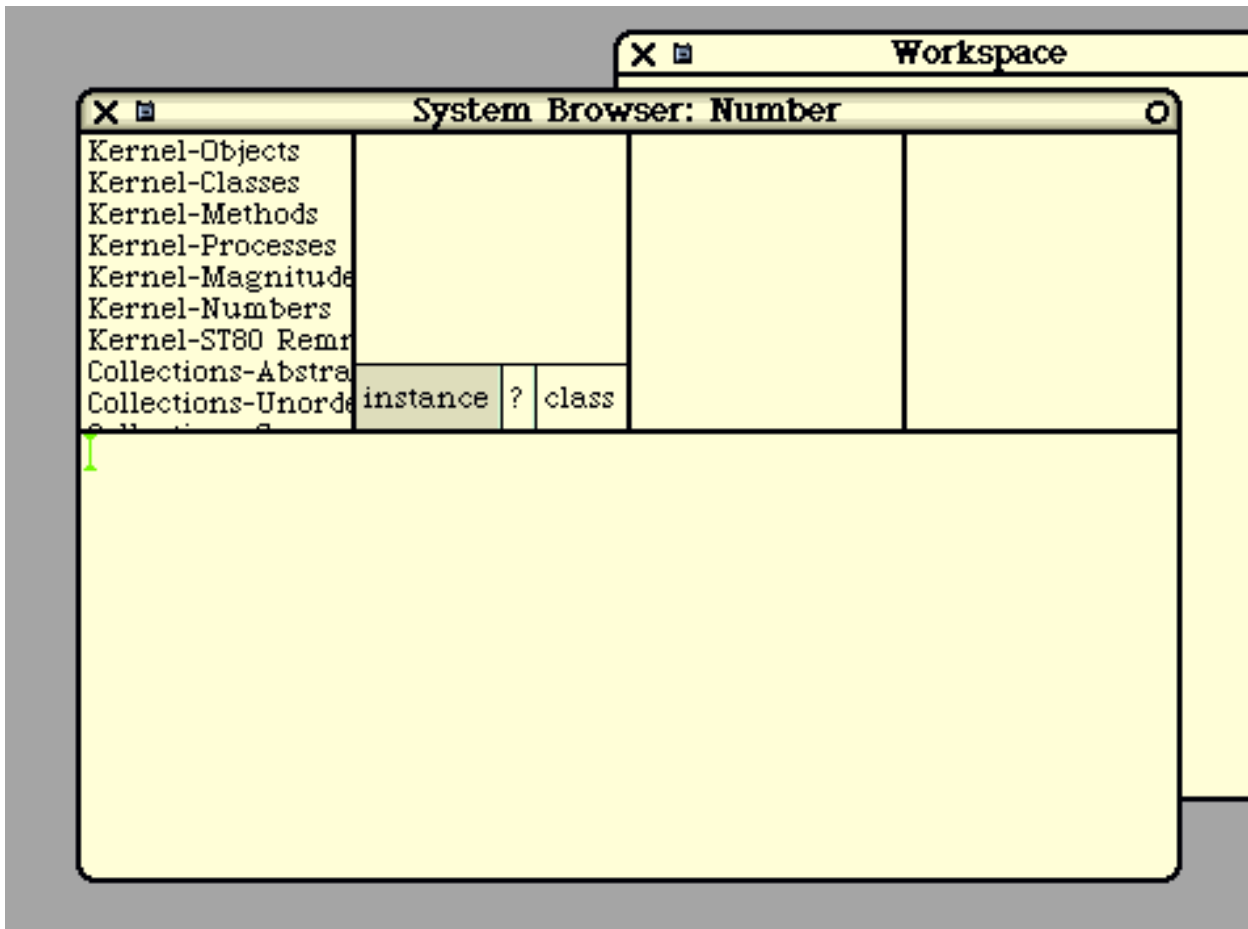 Workspace
System Browser: Number
Kernel-Objects
Kernel-Classes
Kernel-Methods
Kernel-Processes
Kernel-Magnitude
Kernel-Numbers
Kernel-ST80 Rem
Collections-Abstra
Collections-Unorde
instance ? class